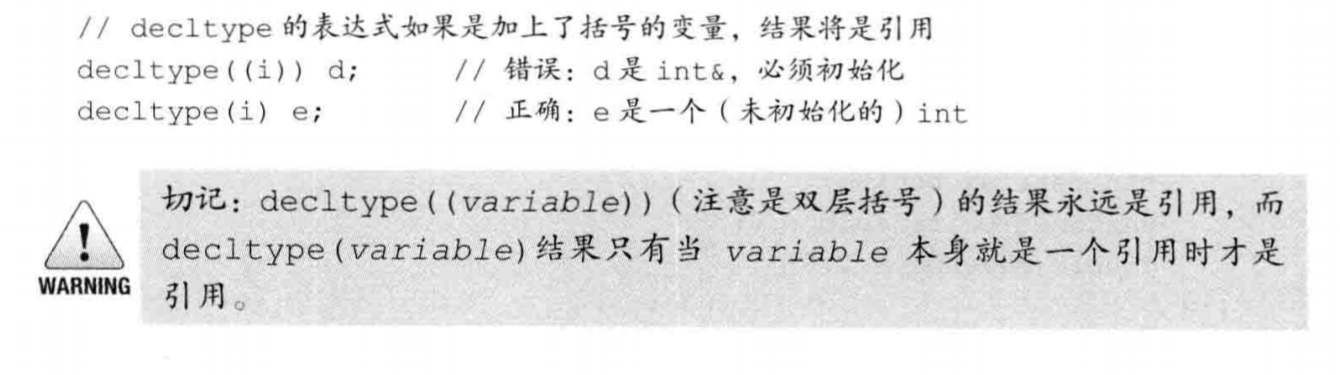 // decltype 的表达式如果是加上了括号的变量，结果将是引用
decltype((i)) d;      // 错误：d 是 int&，必须初始化
decltype(i) e;        // 正确：e 是一个（未初始化的）int
切记：decltype((variable))（注意是双层括号）的结果永远是引用，而
decltype(variable)结果只有当 variable 本身就是一个引用时才是
引用。
WARNING